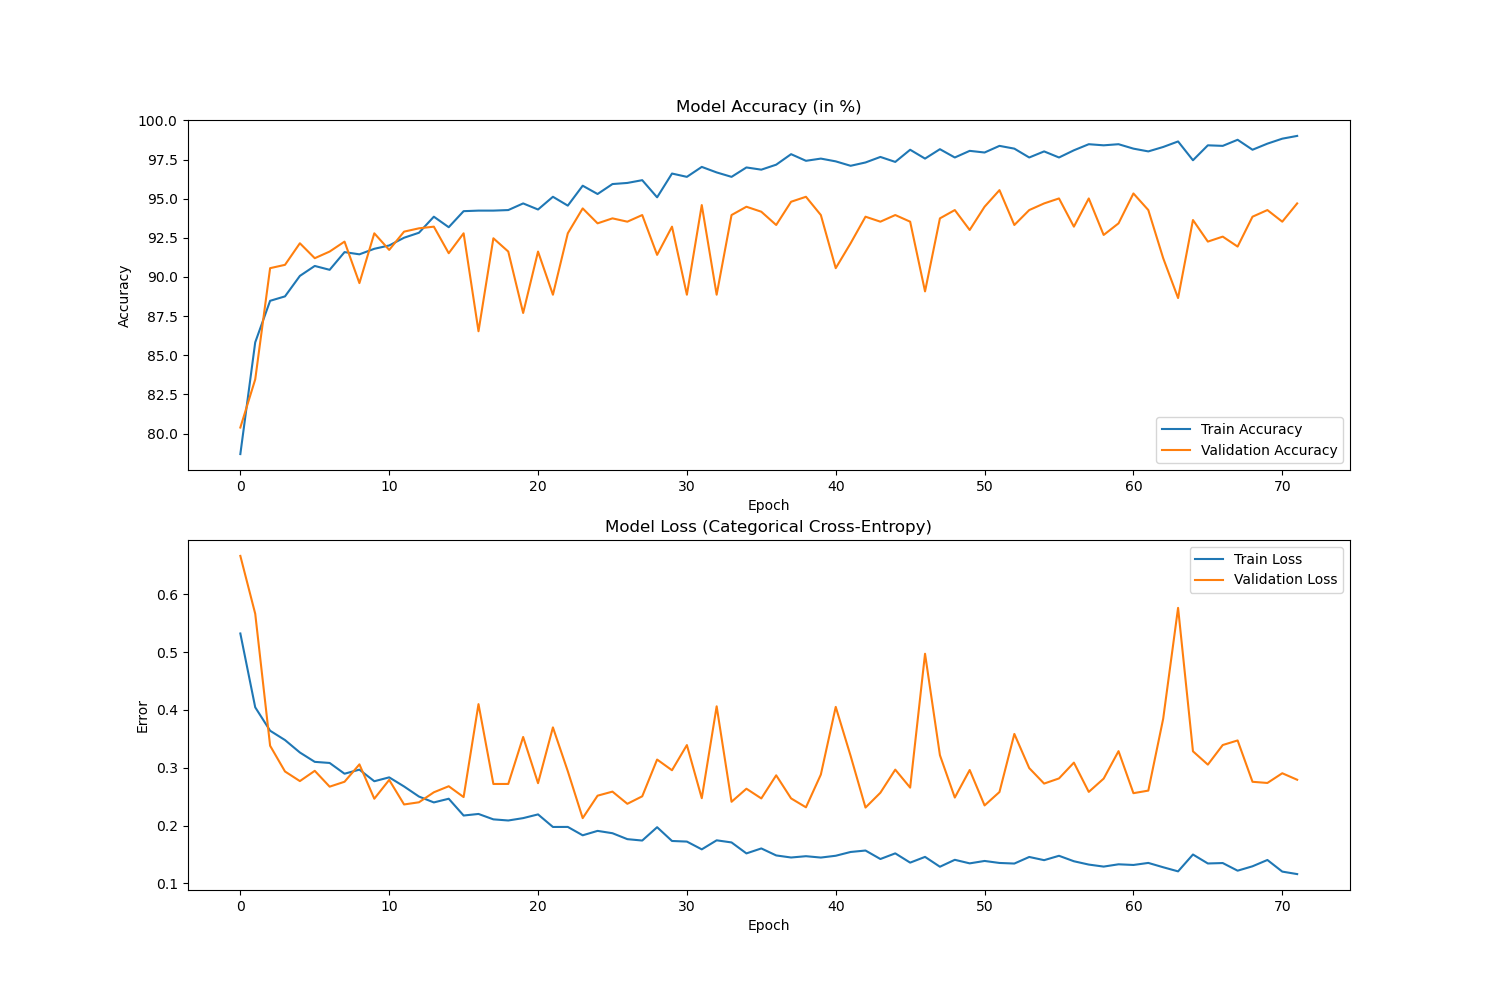 Model Accuracy (in %)
100.0
97.5
95.0
92.5
90.0
87.5
85.0
82.5
80.0
Accuracy
Train Accuracy
Validation Accuracy
0 10 20 30 40 50 60 70
Epoch
Model Loss (Categorical Cross-Entropy)
Train Loss
Validation Loss
0.6
0.5
0.4
0.3
0.2
0.1
Error
0 10 20 30 40 50 60 70
Epoch